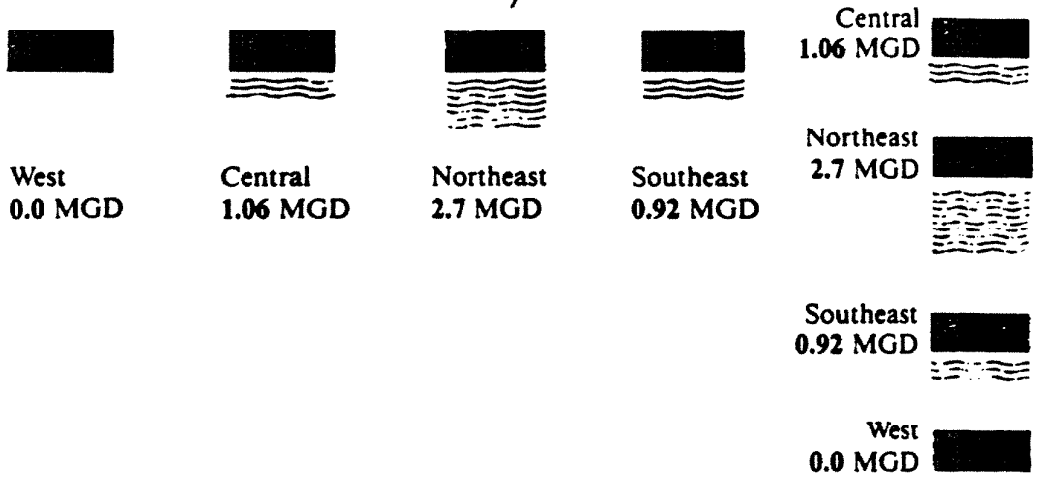 West
0.0 MGD
Central
1.06 MGD
Northeast
2.7 MGD
Southeast
0.92 MGD
Central
1.06 MGD
Northeast
2.7 MGD
Southeast
0.92 MGD
West
0.0 MGD